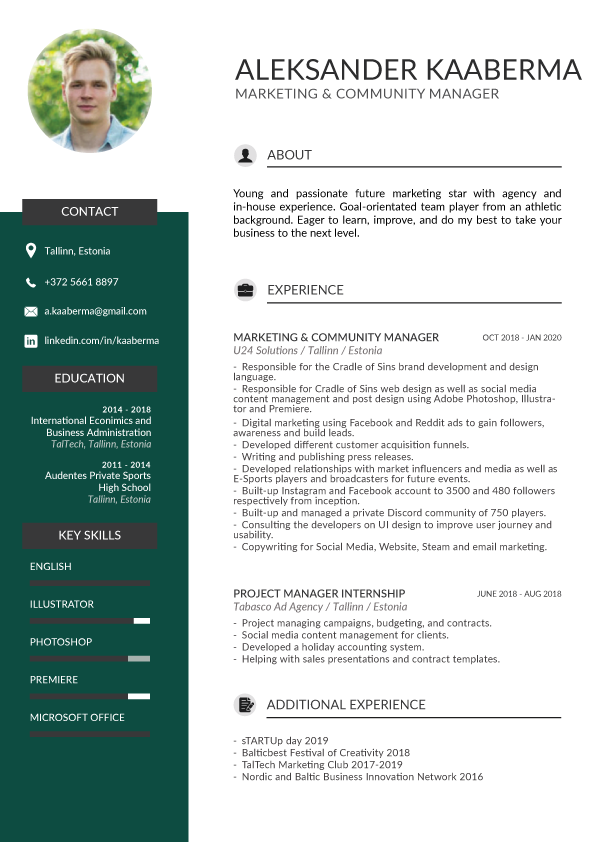 ALEKSANDER KAABERMA
MARKETING & COMMUNITY MANAGER
CONTACT
Tallinn, Estonia
+372 5661 8897
a.kaaberma@gmail.com
linkedin.com/in/kaaberma
EDUCATION
2014 - 2018
International Econimics and
Business Administration
TalTech, Tallinn, Estonia
2011 - 2014
Audentes Private Sports
High School
Tallinn, Estonia
KEY SKILLS
ENGLISH
ILLUSTRATOR
PHOTOSHOP
PREMIERE
MICROSOFT OFFICE
ABOUT
Young and passionate future marketing star with agency and
in-house experience. Goal-orientated team player from an athletic
background. Eager to learn, improve, and do my best to take your
business to the next level.
EXPERIENCE
MARKETING & COMMUNITY MANAGER OCT 2018 - JAN 2020
U24 Solutions / Tallinn / Estonia
- Responsible for the Cradle of Sins brand development and design
language.
- Responsible for Cradle of Sins web design as well as social media
content management and post design using Adobe Photoshop, Illustra-
tor and Premiere.
- Digital marketing using Facebook and Reddit ads to gain followers,
awareness and build leads.
- Developed different customer acquisition funnels.
- Writing and publishing press releases.
- Developed relationships with market influencers and media as well as
E-Sports players and broadcasters for future events.
- Built-up Instagram and Facebook account to 3500 and 480 followers
respectively from inception.
- Built-up and managed a private Discord community of 750 players.
- Consulting the developers on UI design to improve user journey and
usability.
- Copywriting for Social Media, Website, Steam and email marketing.
PROJECT MANAGER INTERNSHIP JUNE 2018 - AUG 2018
Tabasco Ad Agency / Tallinn / Estonia
- Project managing campaigns, budgeting, and contracts.
- Social media content management for clients.
- Developed a holiday accounting system.
- Helping with sales presentations and contract templates.
ADDITIONAL EXPERIENCE
- sTARTUp day 2019
- Balticbest Festival of Creativity 2018
- TalTech Marketing Club 2017-2019
- Nordic and Baltic Business Innovation Network 2016